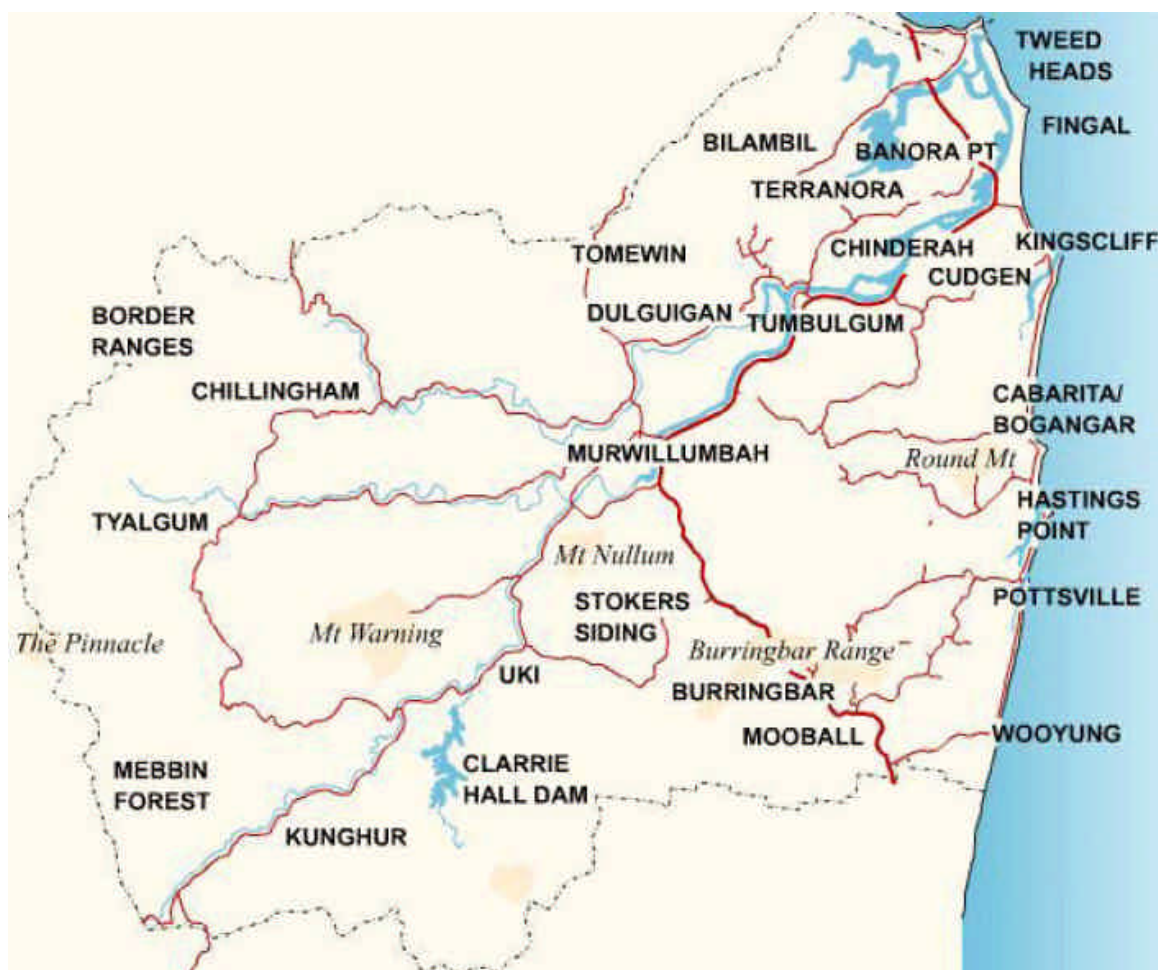 TWEED
HEADS
FINGAL
BILAMBIL
BANORA PT
TERRANORA
TOMEWIN
CHINDERAH
KINGSCLIFF
CUDGEN
BORDER
RANGES
DULGUIGAN
TUMBULGUM
CHILLINGHAM
CABARITA/
BOGANGAR
MURWILLUMBAH
Round Mt
TYALGUM
HASTINGS
POINT
Mt Nullum
STOKERS
SIDING
POTTSVILLE
The Pinnacle
Mt Warning
Burringbar Range
UKI
BURRINGBAR
MOOBALL
WOOYUNG
MEBBIN
FOREST
CLARRIE
HALL DAM
KUNGHUR